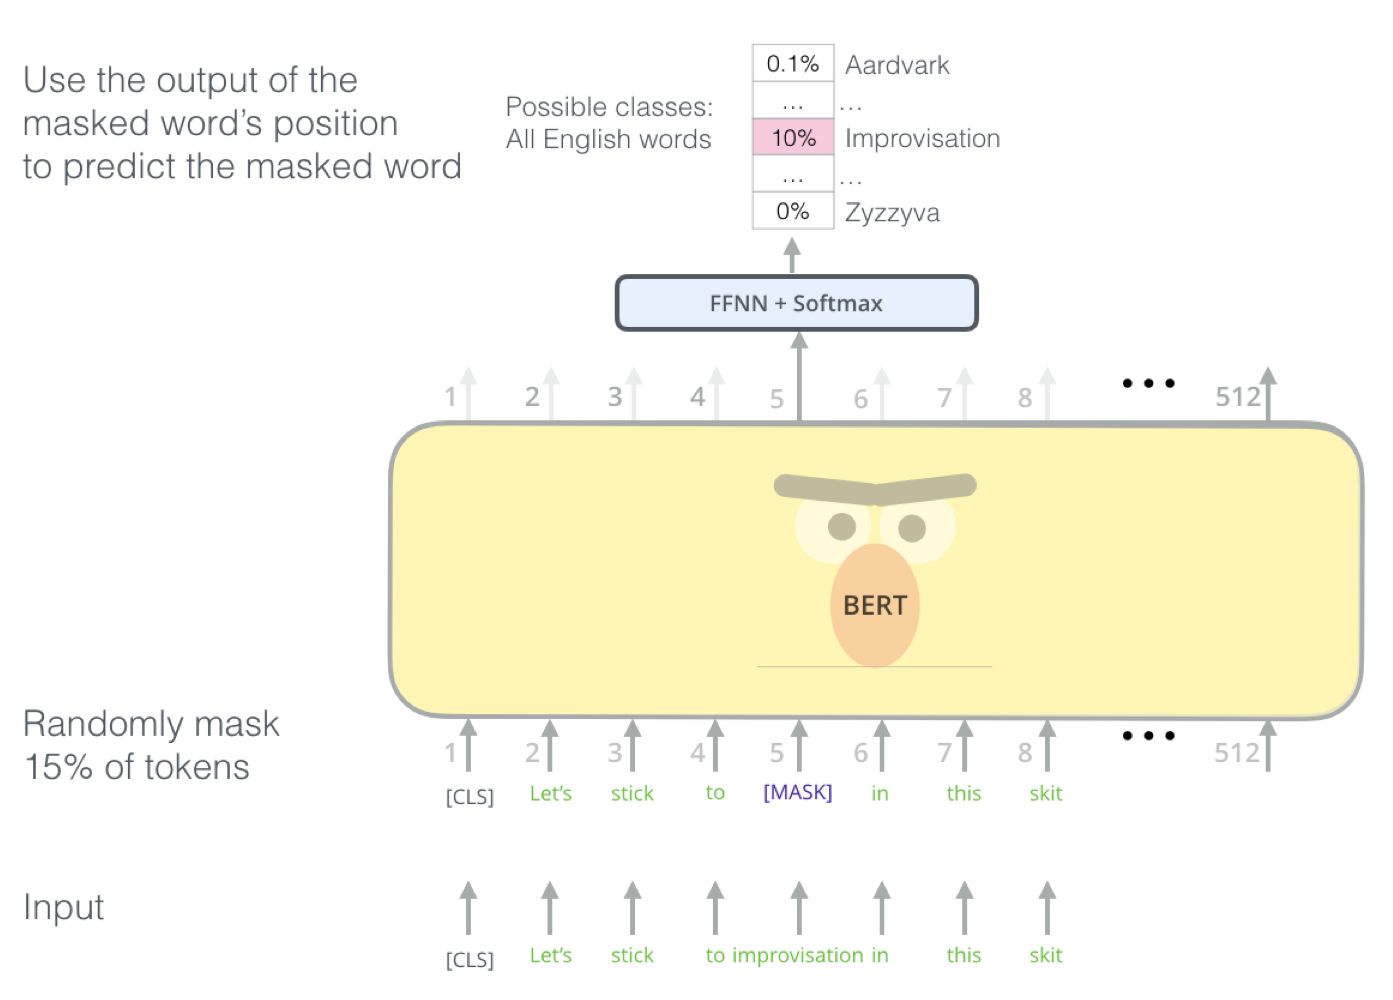 Use the output of the
masked word's position
to predict the masked word
Possible classes:
All English words
0.1% Aardvark
... ...
10% Improvisation
... ...
0% Zyzzyva
FFNN + Softmax
1 2 3 4 5 6 7 8 ... 512
BERT
Randomly mask
15% of tokens
1 2 3 4 5 6 7 8 ... 512
[CLS] Let's stick to [MASK] in this skit
Input
[CLS] Let's stick to improvisation in this skit